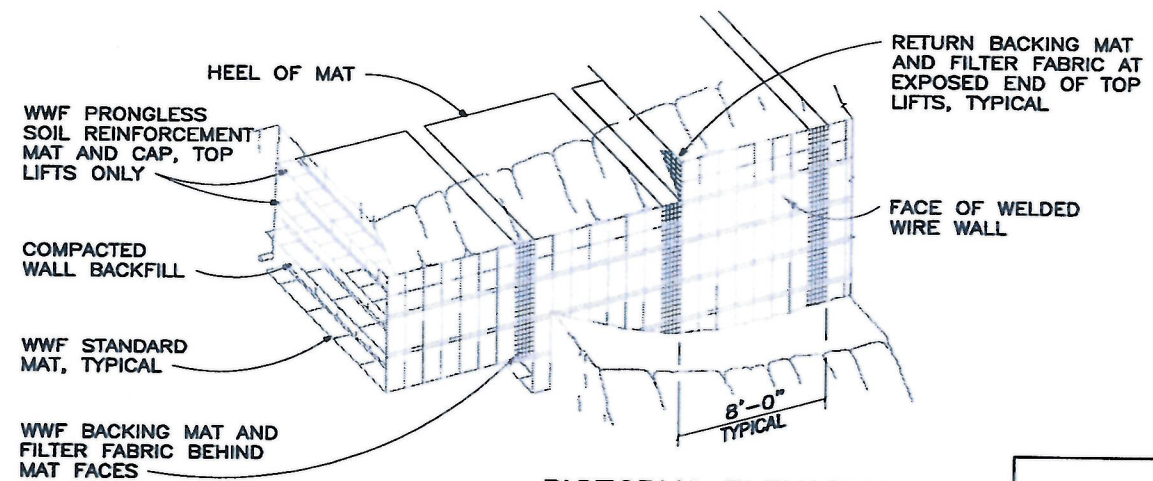 HEEL OF MAT
WWF PRONGLESS
SOIL REINFORCEMENT
MAT AND CAP, TOP
LIFTS ONLY
COMPACTED
WALL BACKFILL
WWF STANDARD
MAT, TYPICAL
WWF BACKING MAT AND
FILTER FABRIC BEHIND
MAT FACES
RETURN BACKING MAT
AND FILTER FABRIC AT
EXPOSED END OF TOP
LIFTS, TYPICAL
FACE OF WELDED
WIRE WALL
8'-0"
TYPICAL